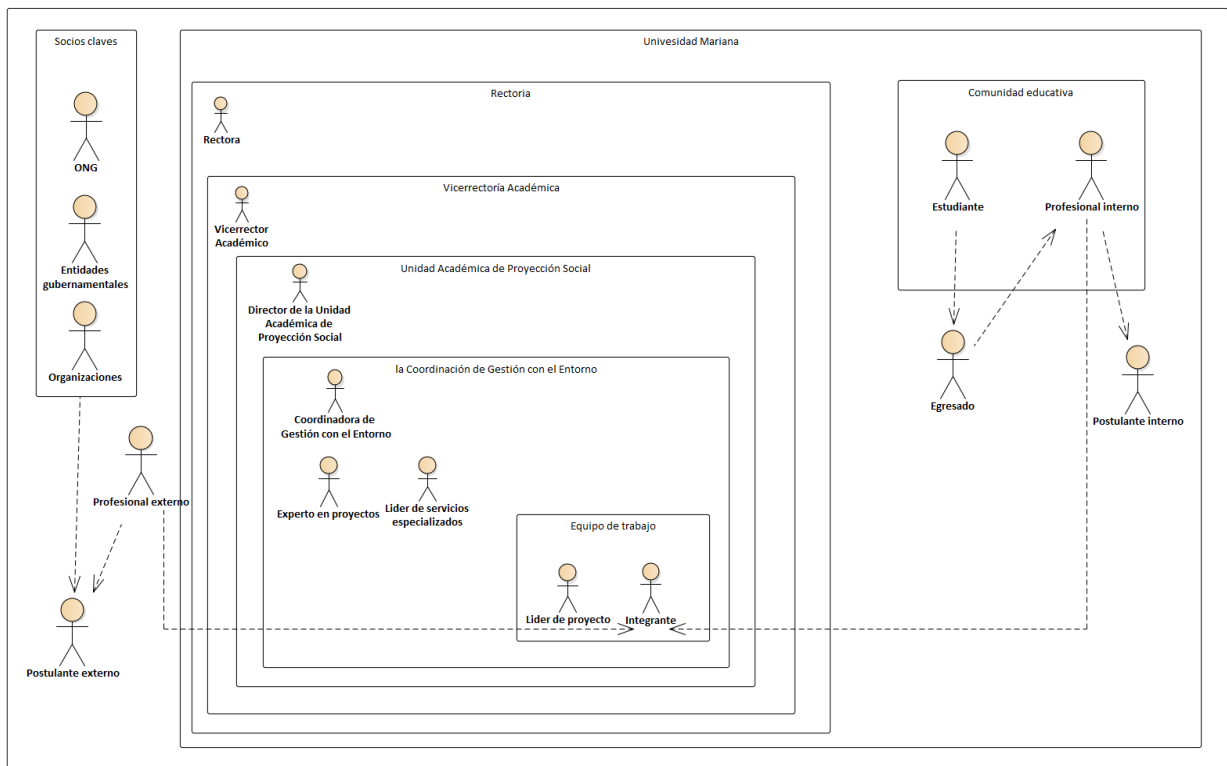 Socios claves
ONG
Entidades
gubernamentales
Organizaciones
Profesional externo
Postulante externo
Univesidad Mariana
Rectoria
Rectora
Vicerrectoría Académica
Vicerrector
Académico
Unidad Académica de Proyección Social
Director de la Unidad
Académica de
Proyección Social
la Coordinación de Gestión con el Entorno
Coordinadora de
Gestión con el Entorno
Experto en proyectos
Lider de servicios
especializados
Equipo de trabajo
Lider de proyecto
Integrante
Comunidad educativa
Estudiante
Profesional interno
Egresado
Postulante interno